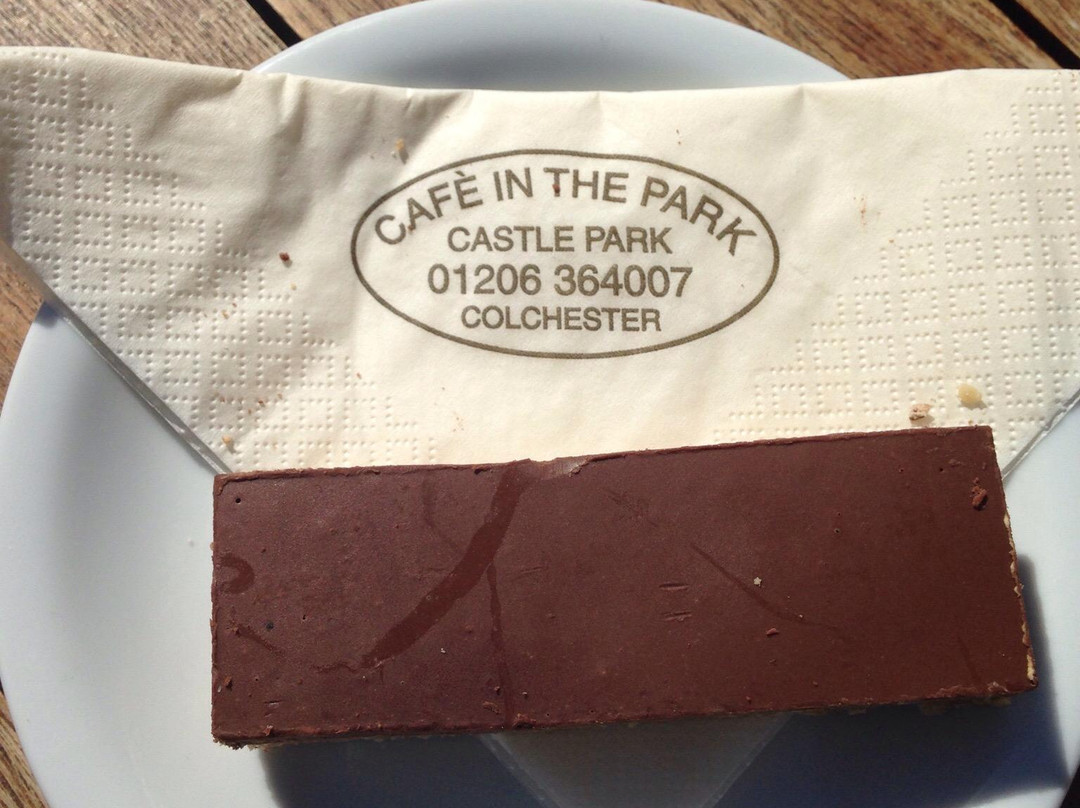 CAFÈ IN THE PARK
CASTLE PARK
01206 364007
COLCHESTER